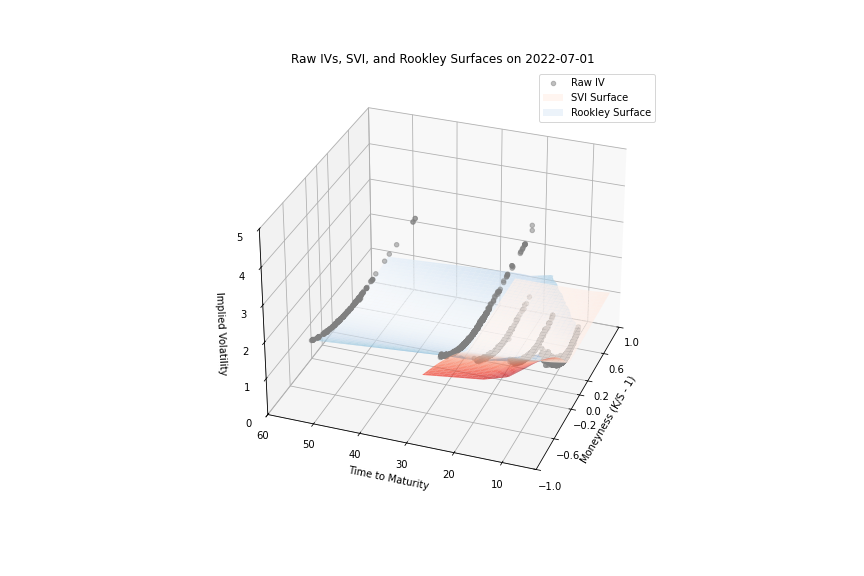 Raw IVs, SVI, and Rookley Surfaces on 2022-07-01
Raw IV
SVI Surface
Rookley Surface
5
4
3
2
1
0
Implied Volatility
60
50
40
30
20
10
Time to Maturity
1.0
0.6
0.2
0.0
−0.2
−0.6
−1.0
Moneyness (K/S - 1)